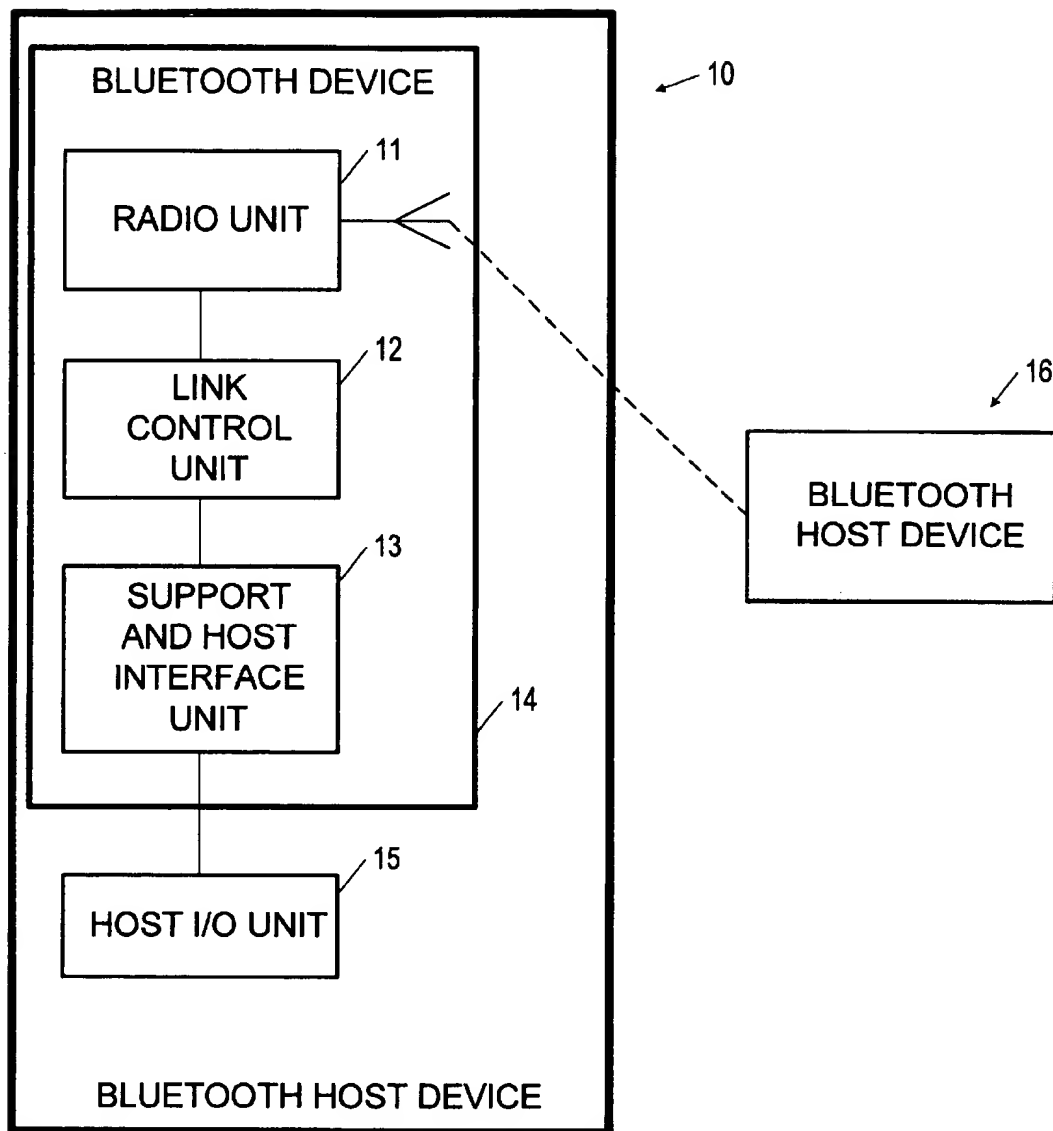 BLUETOOTH DEVICE
10
11
RADIO UNIT
12
LINK
CONTROL
UNIT
16
BLUETOOTH
HOST DEVICE
13
SUPPORT
AND HOST
INTERFACE
UNIT
14
15
HOST I/O UNIT
BLUETOOTH HOST DEVICE